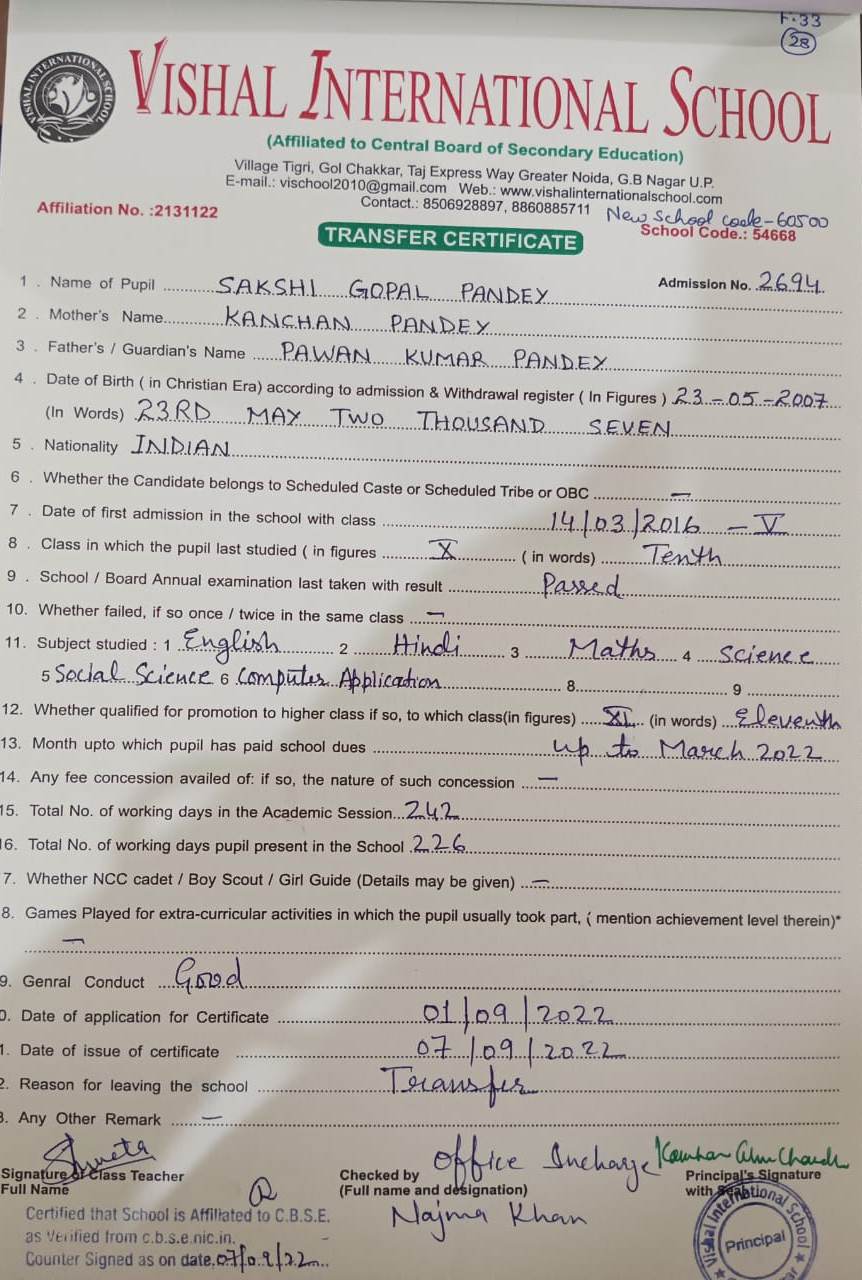 F.33
28
VISHAL INTERNATIONAL SCHOOL
VISHAL INTERNATIONAL SCHOOL
(Affiliated to Central Board of Secondary Education)
Village Tigri, Gol Chakkar, Taj Express Way Greater Noida, G.B Nagar U.P.
E-mail.: vischool2010@gmail.com Web.: www.vishalinternationalschool.com
Contact.: 8506928897, 8860885711 New School code-60500
Affiliation No. :2131122 School Code.: 54668
TRANSFER CERTIFICATE
1 . Name of Pupil SAKSHI GOPAL PANDEY Admission No. 2694
2 . Mother's Name KANCHAN PANDEY
3 . Father's / Guardian's Name PAWAN KUMAR PANDEY
4 . Date of Birth ( in Christian Era) according to admission & Withdrawal register ( In Figures ) 23-05-2007
(In Words) 23RD MAY TWO THOUSAND SEVEN
5 . Nationality INDIAN
6 . Whether the Candidate belongs to Scheduled Caste or Scheduled Tribe or OBC —
7 . Date of first admission in the school with class 14/03/2016 - V
8 . Class in which the pupil last studied ( in figures X ( in words) Tenth
9 . School / Board Annual examination last taken with result Passed
10. Whether failed, if so once / twice in the same class —
11. Subject studied : 1 English 2 Hindi 3 Maths 4 Science
5 Social Science 6 Computer Application 8 9
12. Whether qualified for promotion to higher class if so, to which class(in figures) XI (in words) Eleventh
13. Month upto which pupil has paid school dues up to March 2022
14. Any fee concession availed of: if so, the nature of such concession —
15. Total No. of working days in the Academic Session 242
16. Total No. of working days pupil present in the School 226
7. Whether NCC cadet / Boy Scout / Girl Guide (Details may be given) —
8. Games Played for extra-curricular activities in which the pupil usually took part, ( mention achievement level therein)*
—
9. Genral Conduct Good
0. Date of application for Certificate 01/09/2022
1. Date of issue of certificate 07/09/2022
2. Reason for leaving the school Transfer
3. Any Other Remark —
Shweta Office Incharge
Signature of Class Teacher Checked by Principal's Signature
Full Name (Full name and designation) with Seal
Najma Khan
Certified that School is Affiliated to C.B.S.E.
as Verified from c.b.s.e.nic.in.
Counter Signed as on date 07/09/22
Vishal International School
Principal